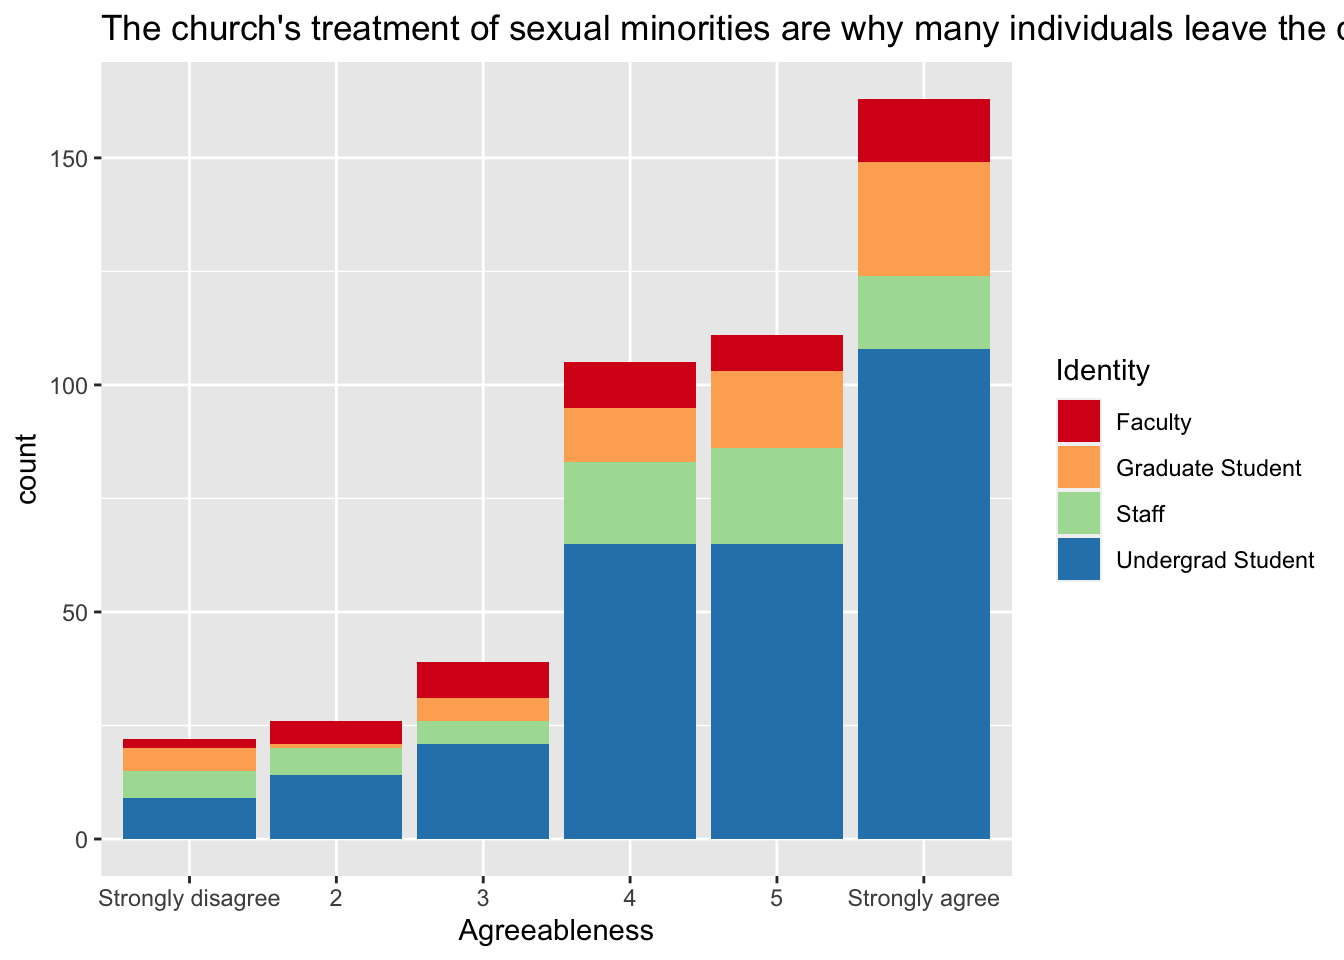 The church's treatment of sexual minorities are why many individuals leave the
150
100
50
0
count
Strongly disagree 2 3 4 5 Strongly agree
Agreeableness
Identity
Faculty
Graduate Student
Staff
Undergrad Student